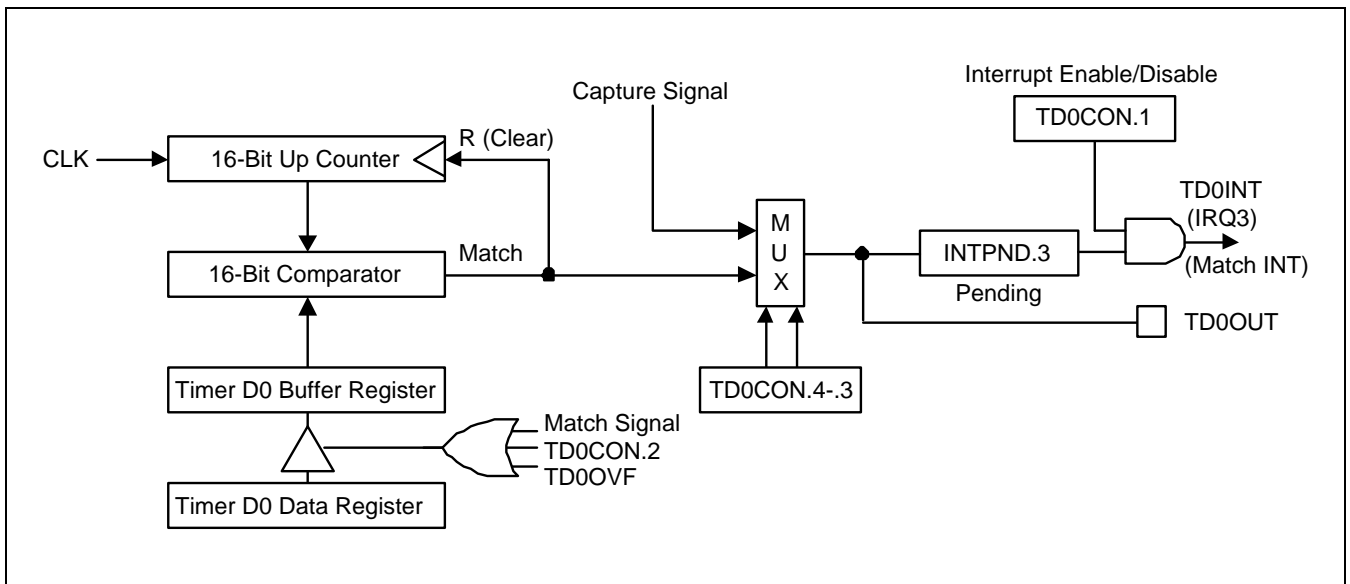 Interrupt Enable/Disable
Capture Signal
TD0CON.1
R (Clear)
CLK
16-Bit Up Counter
TD0INT
(IRQ3)
M
U
X
Match
16-Bit Comparator
INTPND.3
(Match INT)
Pending
TD0OUT
Timer D0 Buffer Register
TD0CON.4-.3
Match Signal
TD0CON.2
TD0OVF
Timer D0 Data Register